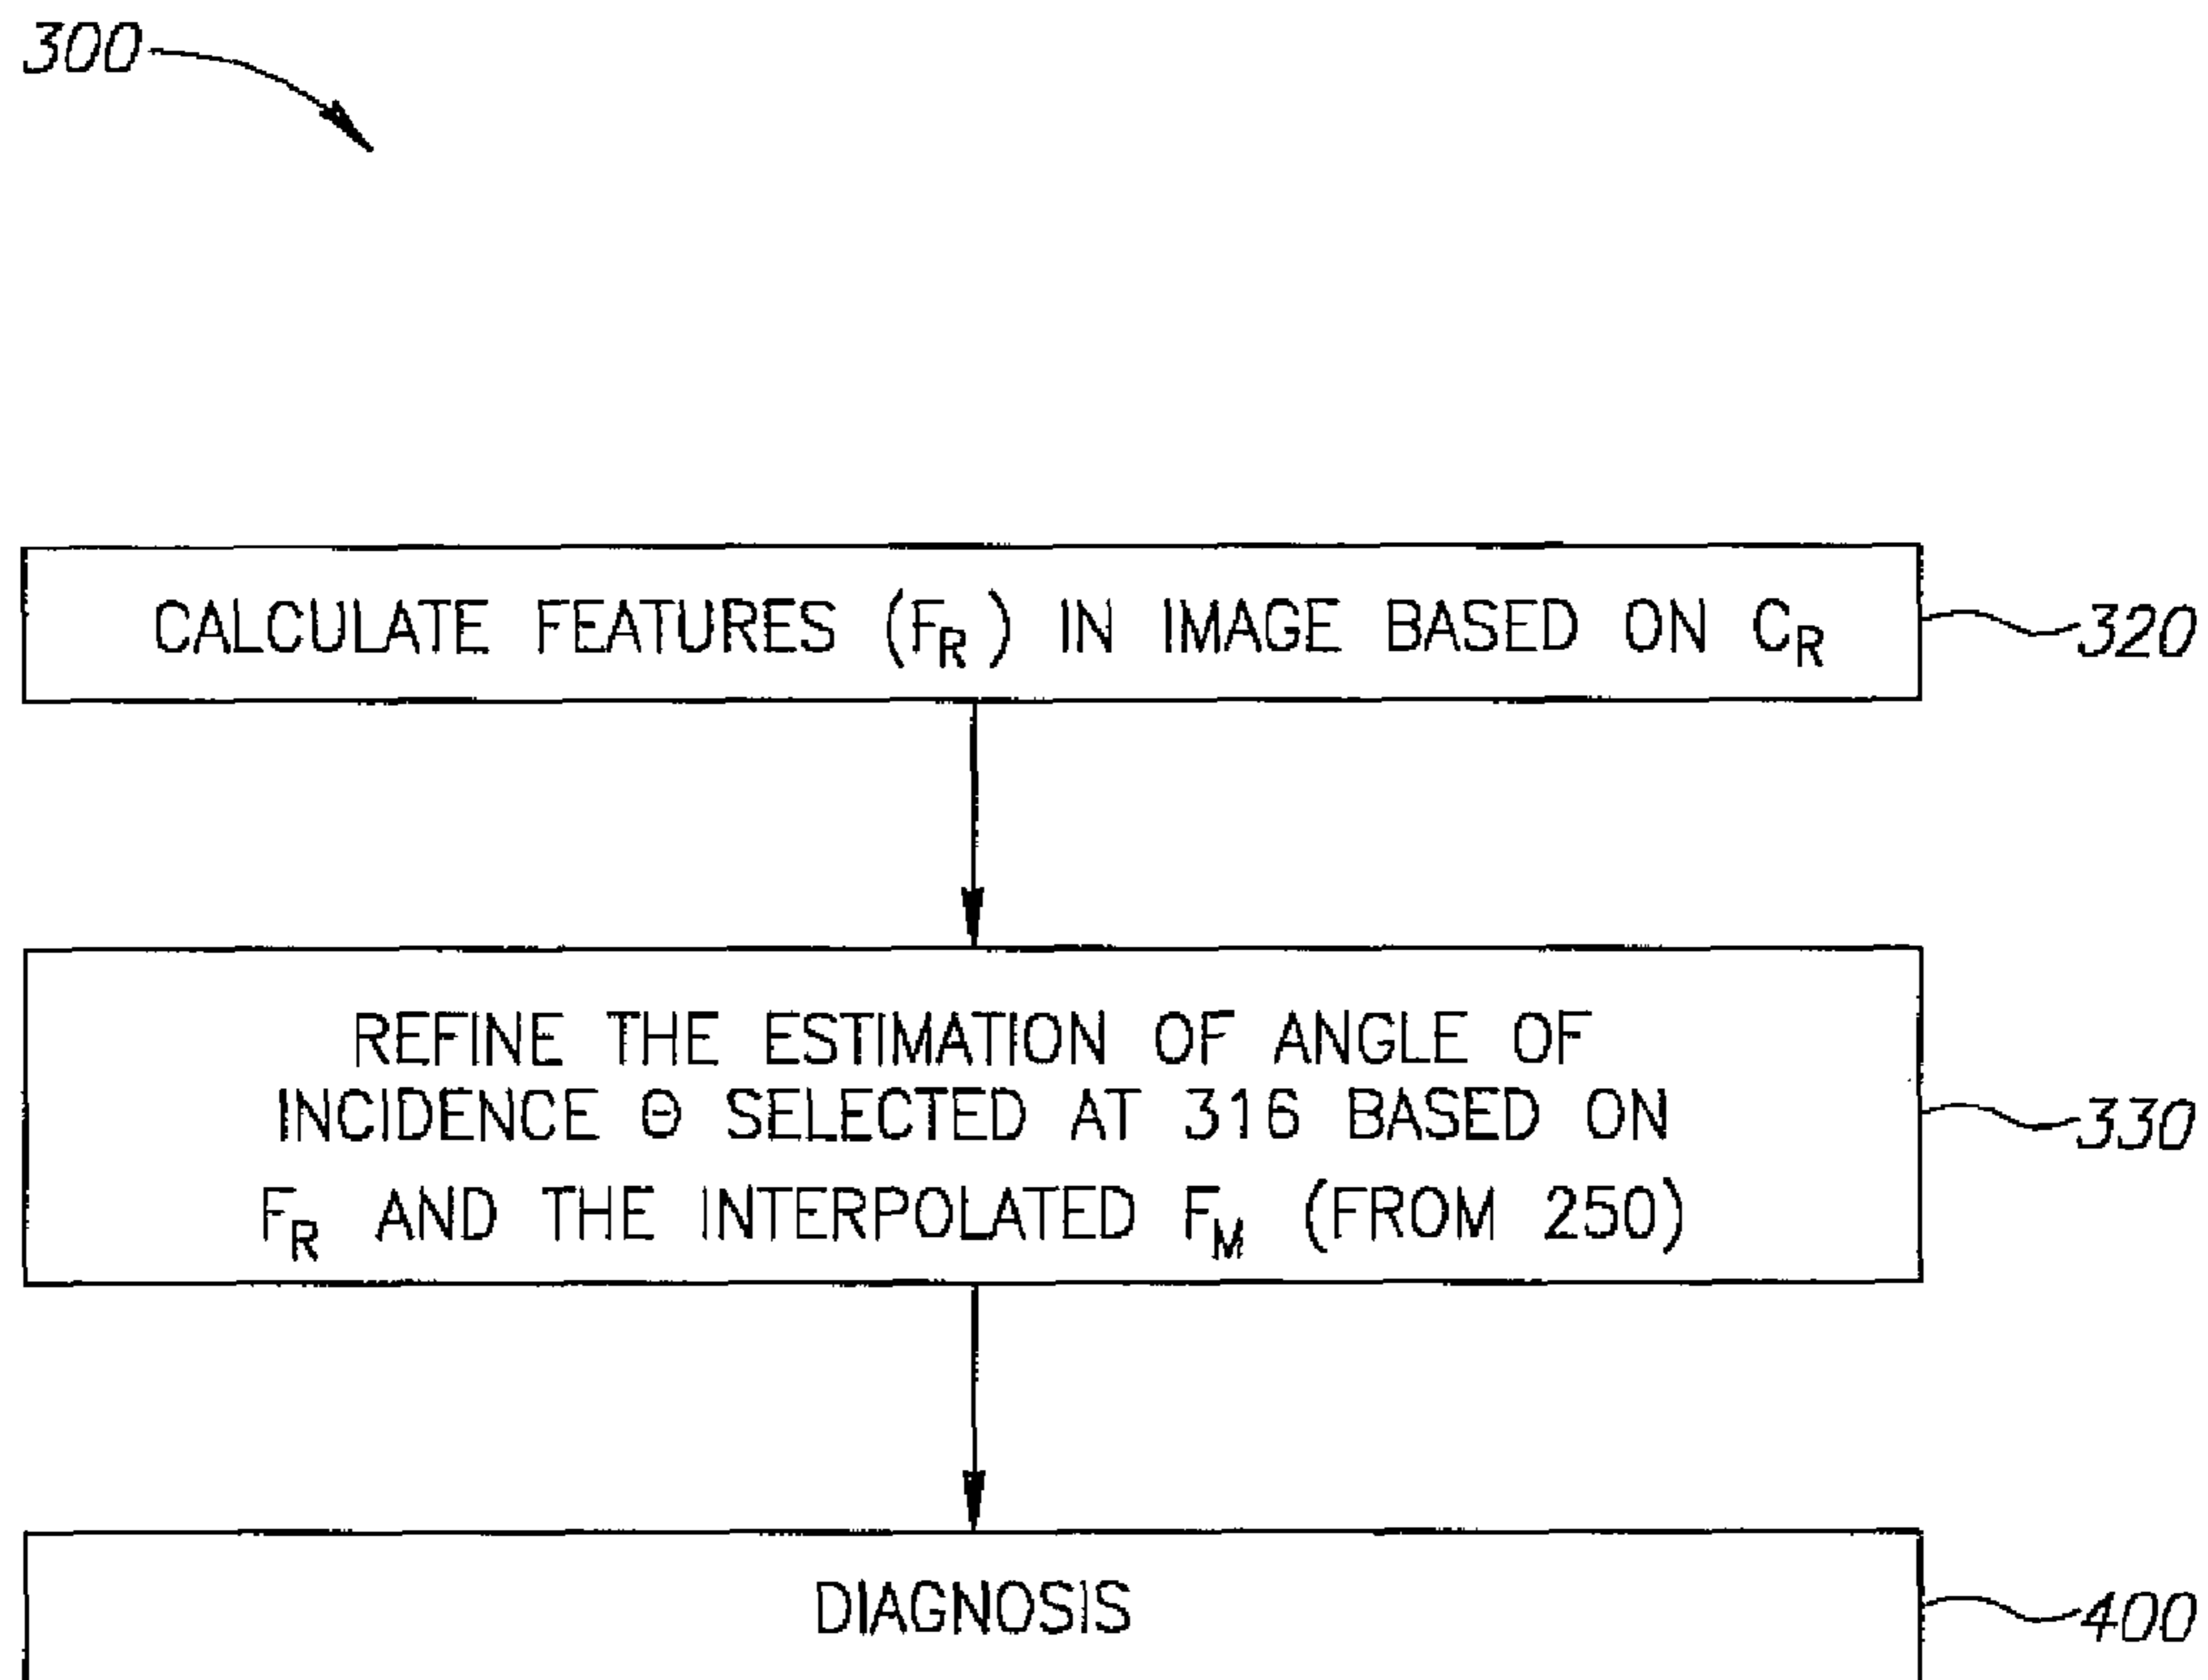 300
CALCULATE FEATURES (FR) IN IMAGE BASED ON CR
320
REFINE THE ESTIMATION OF ANGLE OF
INCIDENCE Θ SELECTED AT 316 BASED ON
FR AND THE INTERPOLATED FM (FROM 250)
330
DIAGNOSIS
400